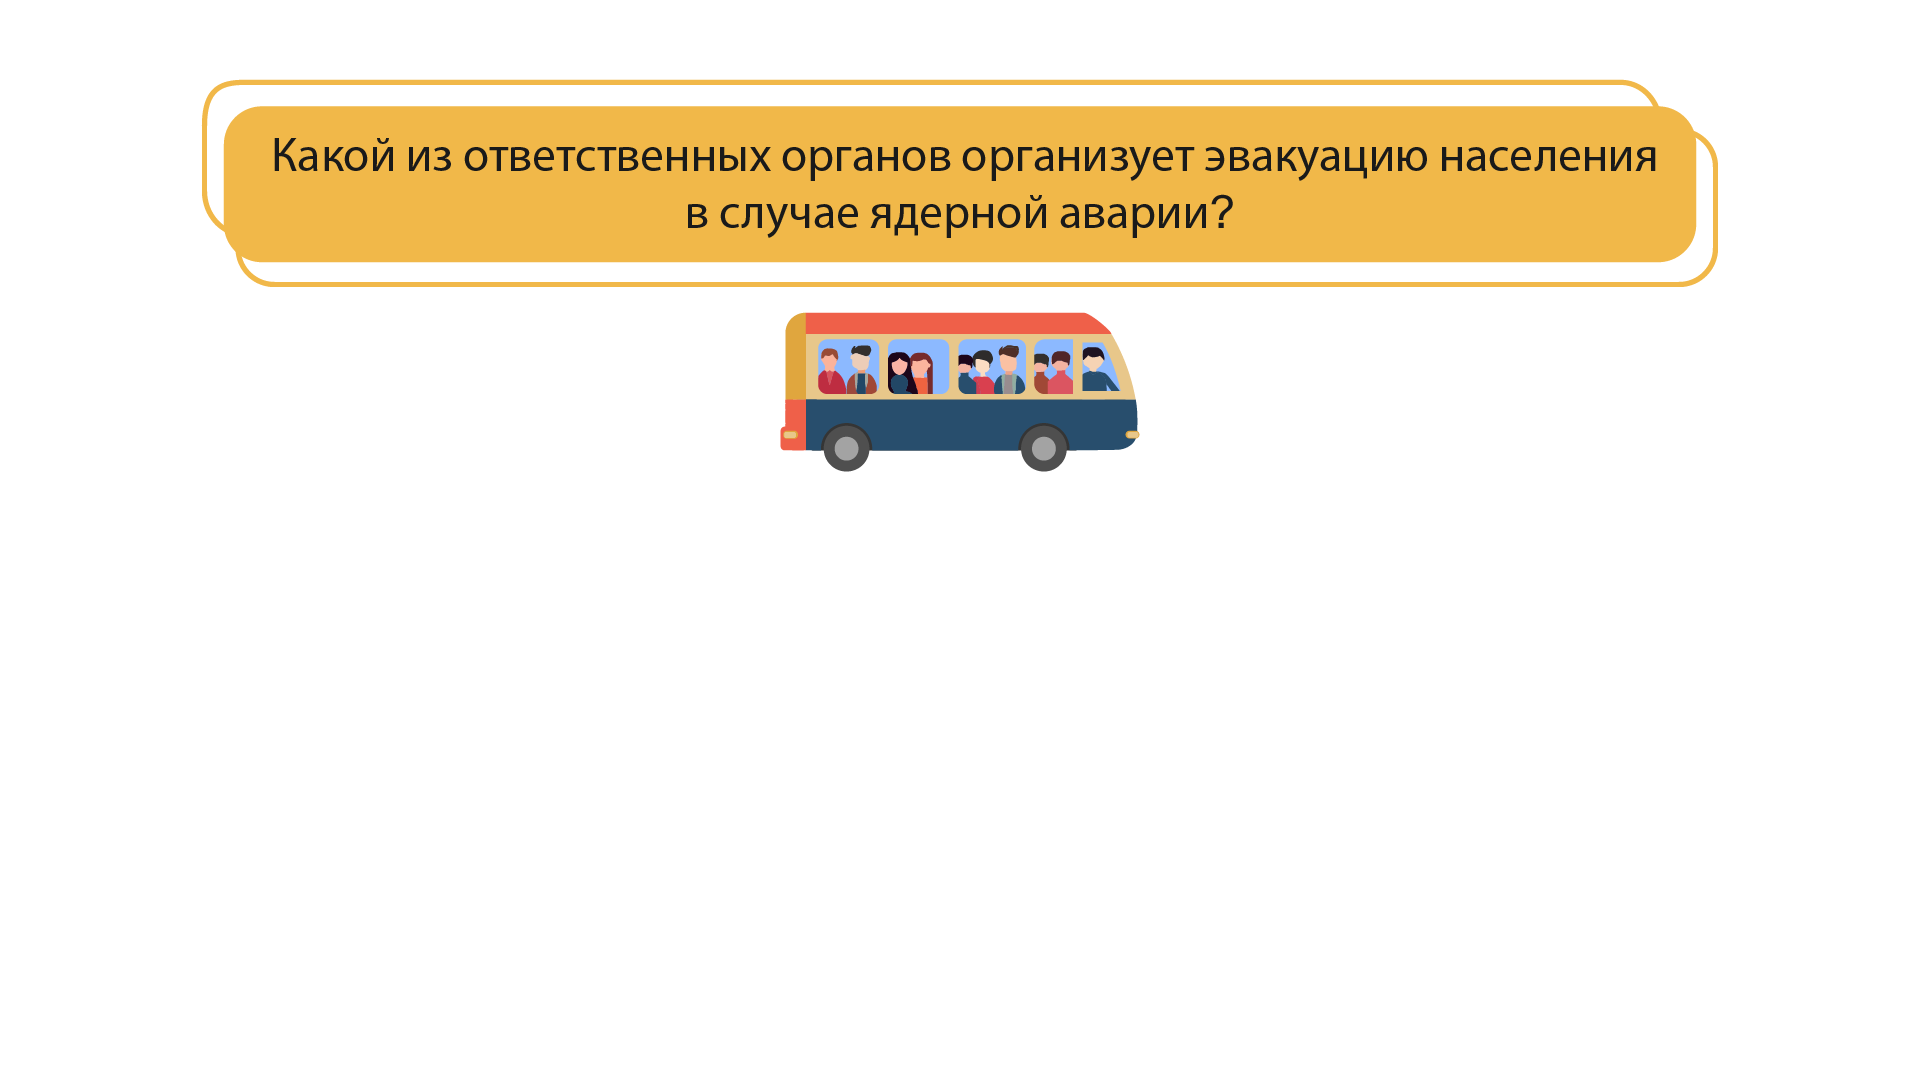 Какой из ответственных органов организует эвакуацию населения
в случае ядерной аварии?